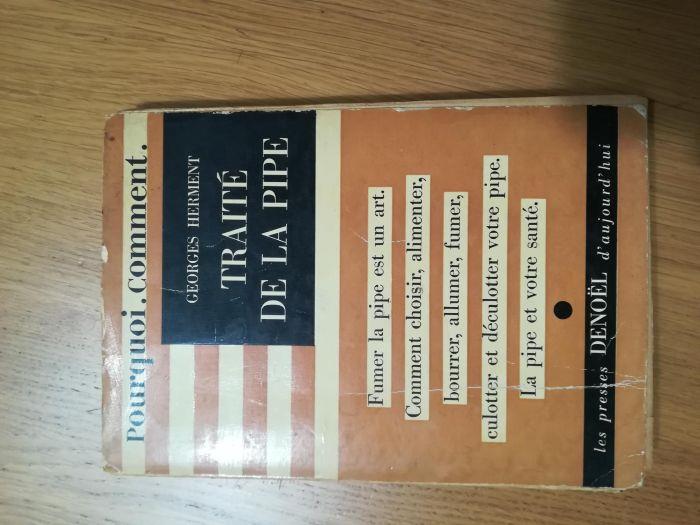 Pourquoi.Comment.
GEORGES HERMENT
TRAITÉ
DE LA PIPE
Fumer la pipe est un art.
Comment choisir, alimenter,
bourrer, allumer, fumer,
culotter et déculotter votre pipe.
La pipe et votre santé.
les presses DENOËL d'aujourd'hui